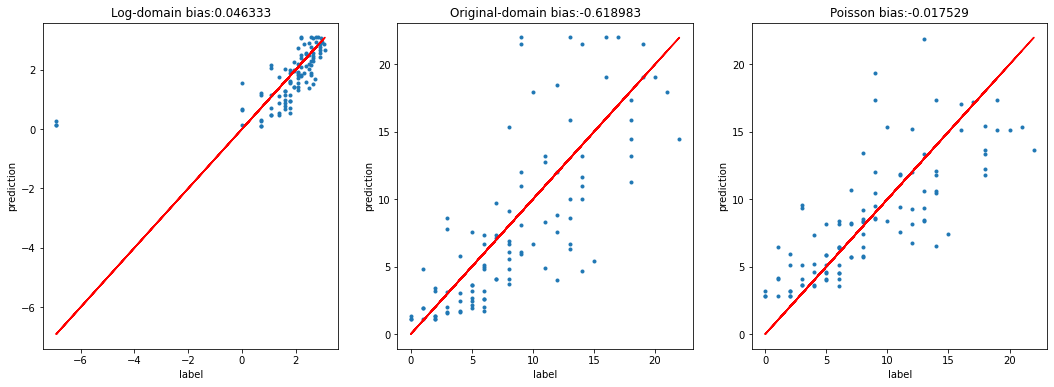 Log-domain bias:0.046333
prediction
2
0
−2
−4
−6
−6 −4 −2 0 2
label
Original-domain bias:-0.618983
prediction
20
15
10
5
0
0 5 10 15 20
label
Poisson bias:-0.017529
prediction
20
15
10
5
0
0 5 10 15 20
label